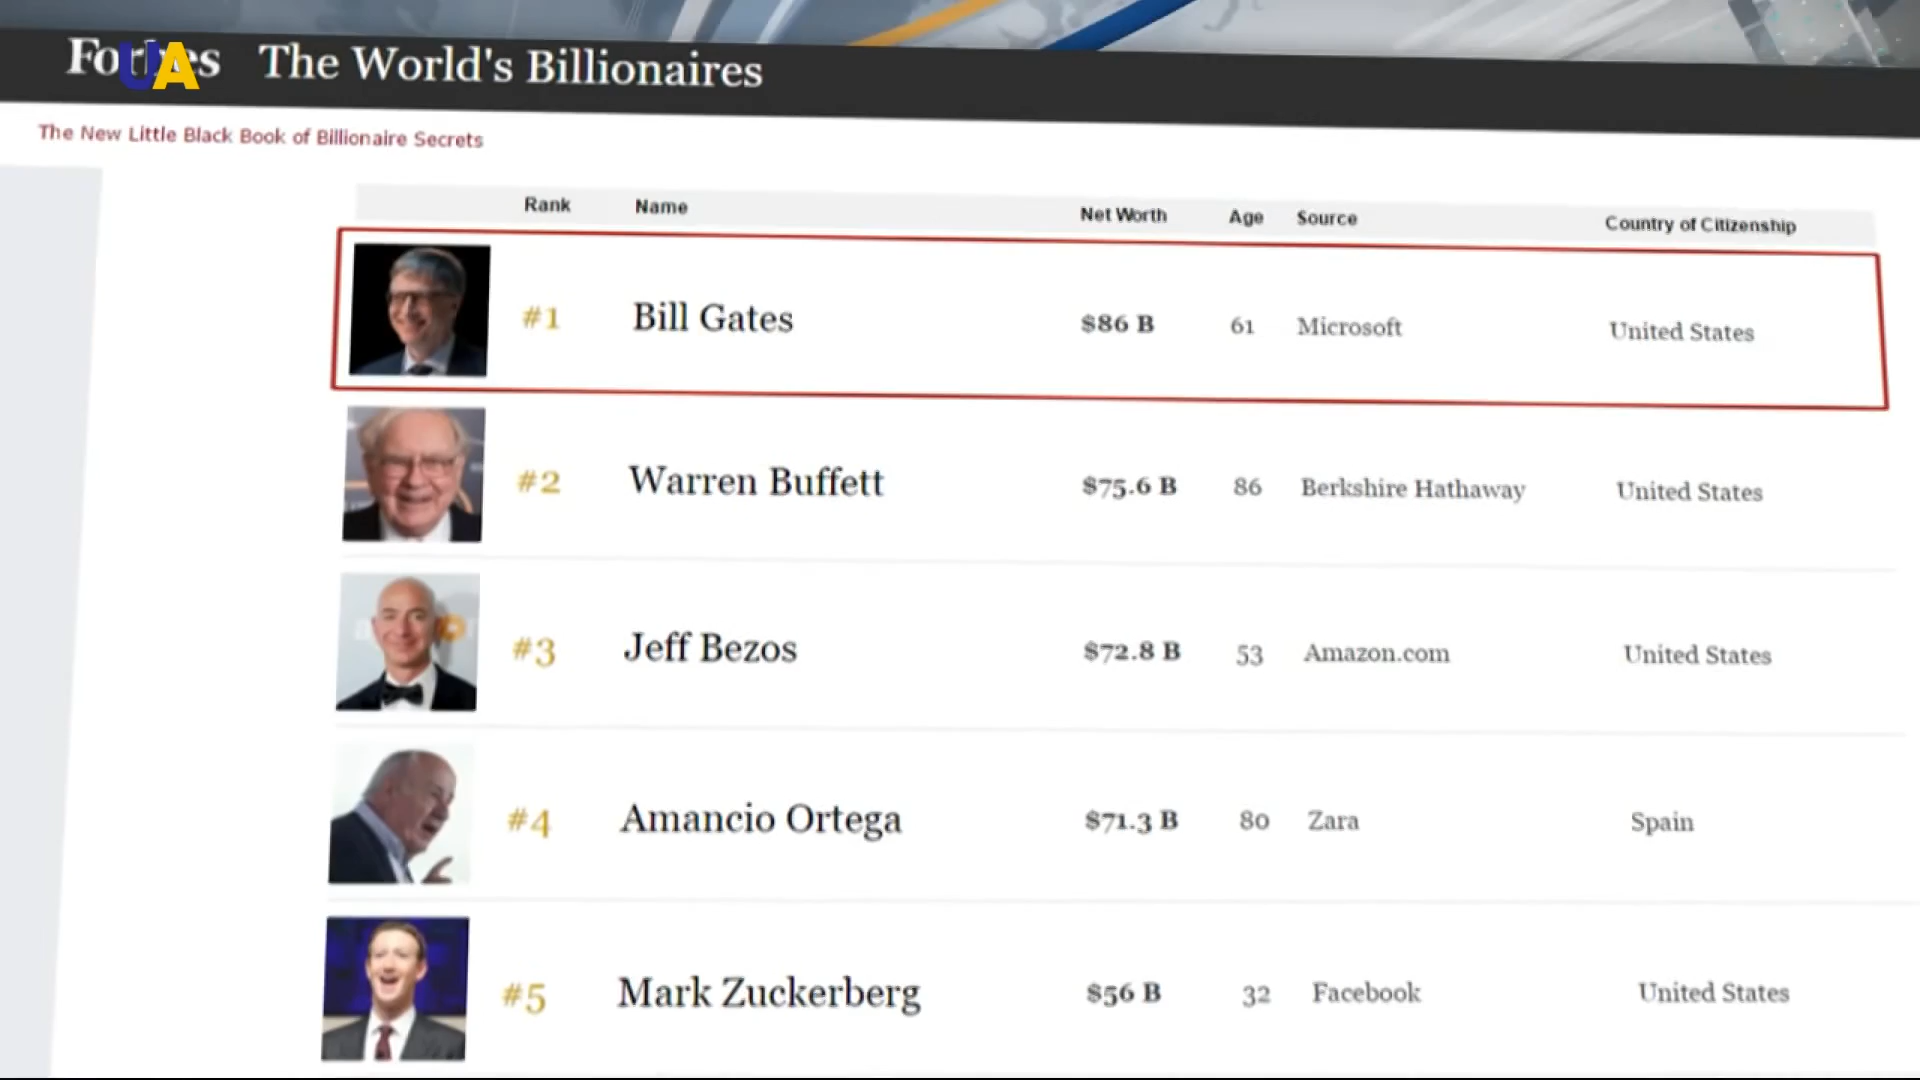 Forbes The World's Billionaires
UA
The New Little Black Book of Billionaire Secrets
Rank Name Net Worth Age Source Country of Citizenship
#1 Bill Gates $86 B 61 Microsoft United States
#2 Warren Buffett $75.6 B 86 Berkshire Hathaway United States
#3 Jeff Bezos $72.8 B 53 Amazon.com United States
#4 Amancio Ortega $71.3 B 80 Zara Spain
#5 Mark Zuckerberg $56 B 32 Facebook United States